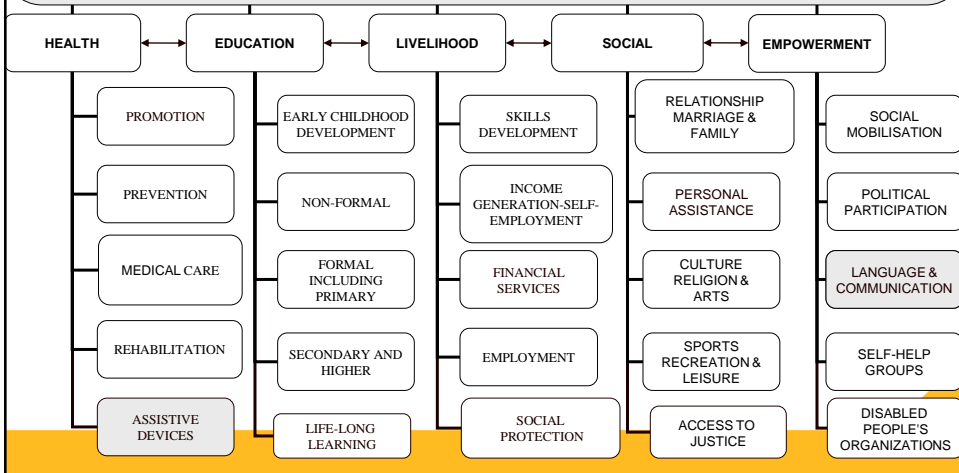 HEALTH
EDUCATION
LIVELIHOOD
SOCIAL
EMPOWERMENT
PROMOTION
PREVENTION
MEDICAL CARE
REHABILITATION
ASSISTIVE
DEVICES
EARLY CHILDHOOD
DEVELOPMENT
NON-FORMAL
FORMAL
INCLUDING
PRIMARY
SECONDARY AND
HIGHER
LIFE-LONG
LEARNING
SKILLS
DEVELOPMENT
INCOME
GENERATION-SELF-
EMPLOYMENT
FINANCIAL
SERVICES
EMPLOYMENT
SOCIAL
PROTECTION
RELATIONSHIP
MARRIAGE &
FAMILY
PERSONAL
ASSISTANCE
CULTURE
RELIGION &
ARTS
SPORTS
RECREATION &
LEISURE
ACCESS TO
JUSTICE
SOCIAL
MOBILISATION
POLITICAL
PARTICIPATION
LANGUAGE &
COMMUNICATION
SELF-HELP
GROUPS
DISABLED
PEOPLE'S
ORGANIZATIONS